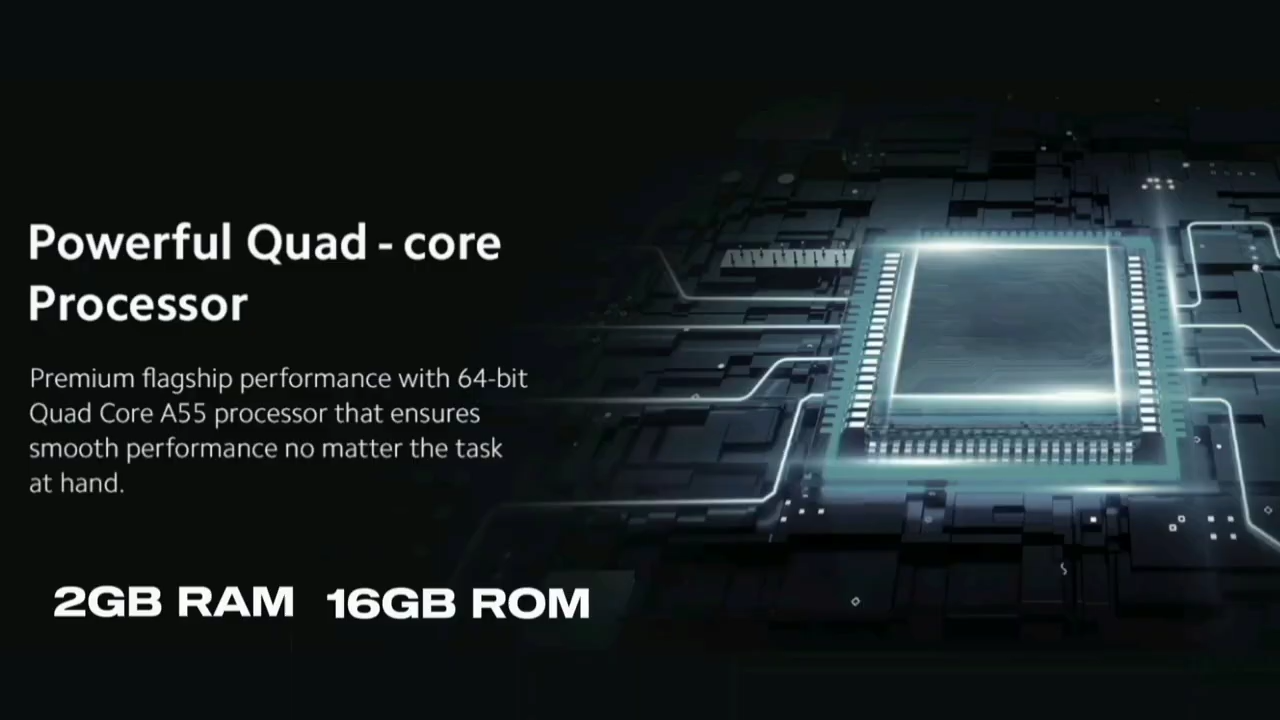 Powerful Quad - core
Processor
Premium flagship performance with 64-bit
Quad Core A55 processor that ensures
smooth performance no matter the task
at hand.
2GB RAM 16GB ROM